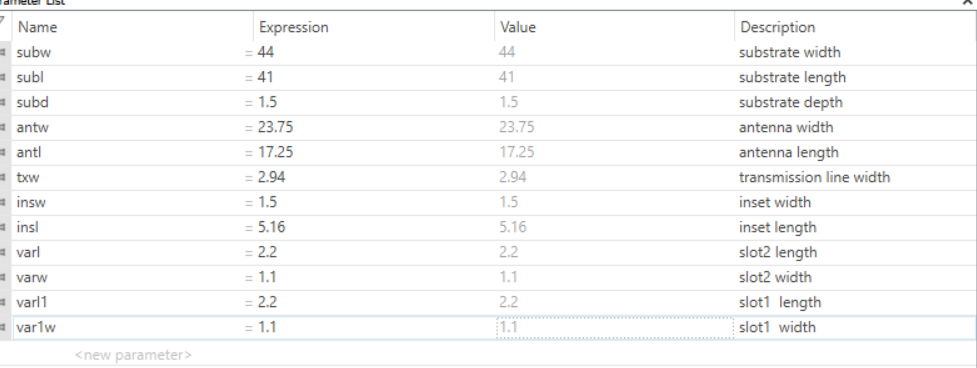 Parameter List
Name Expression Value Description
subw = 44 44 substrate width
subl = 41 41 substrate length
subd = 1.5 1.5 substrate depth
antw = 23.75 23.75 antenna width
antl = 17.25 17.25 antenna length
txw = 2.94 2.94 transmission line width
insw = 1.5 1.5 inset width
insl = 5.16 5.16 inset length
varl = 2.2 2.2 slot2 length
varw = 1.1 1.1 slot2 width
varl1 = 2.2 2.2 slot1  length
var1w = 1.1 1.1 slot1  width
<new parameter>